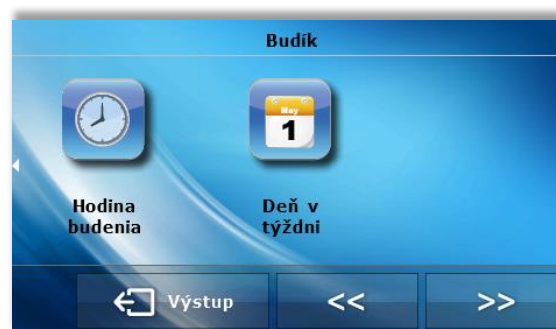 Budík
May
1
Hodina
budenia
Deň v
týždni
Výstup
<<
>>